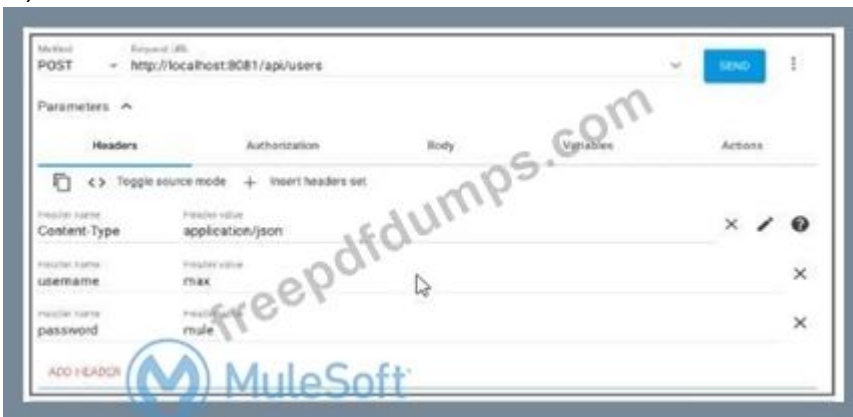 Method Request URL
POST http://localhost:8081/api/users
SEND
Parameters
Headers Authorization Body Variables Actions
<> Toggle source mode + Insert headers set
Header name Header value
Content-Type application/json
Header name Header value
username max
Header name Header value
password mule
ADD HEADER
MuleSoft
freepdfdumps.com